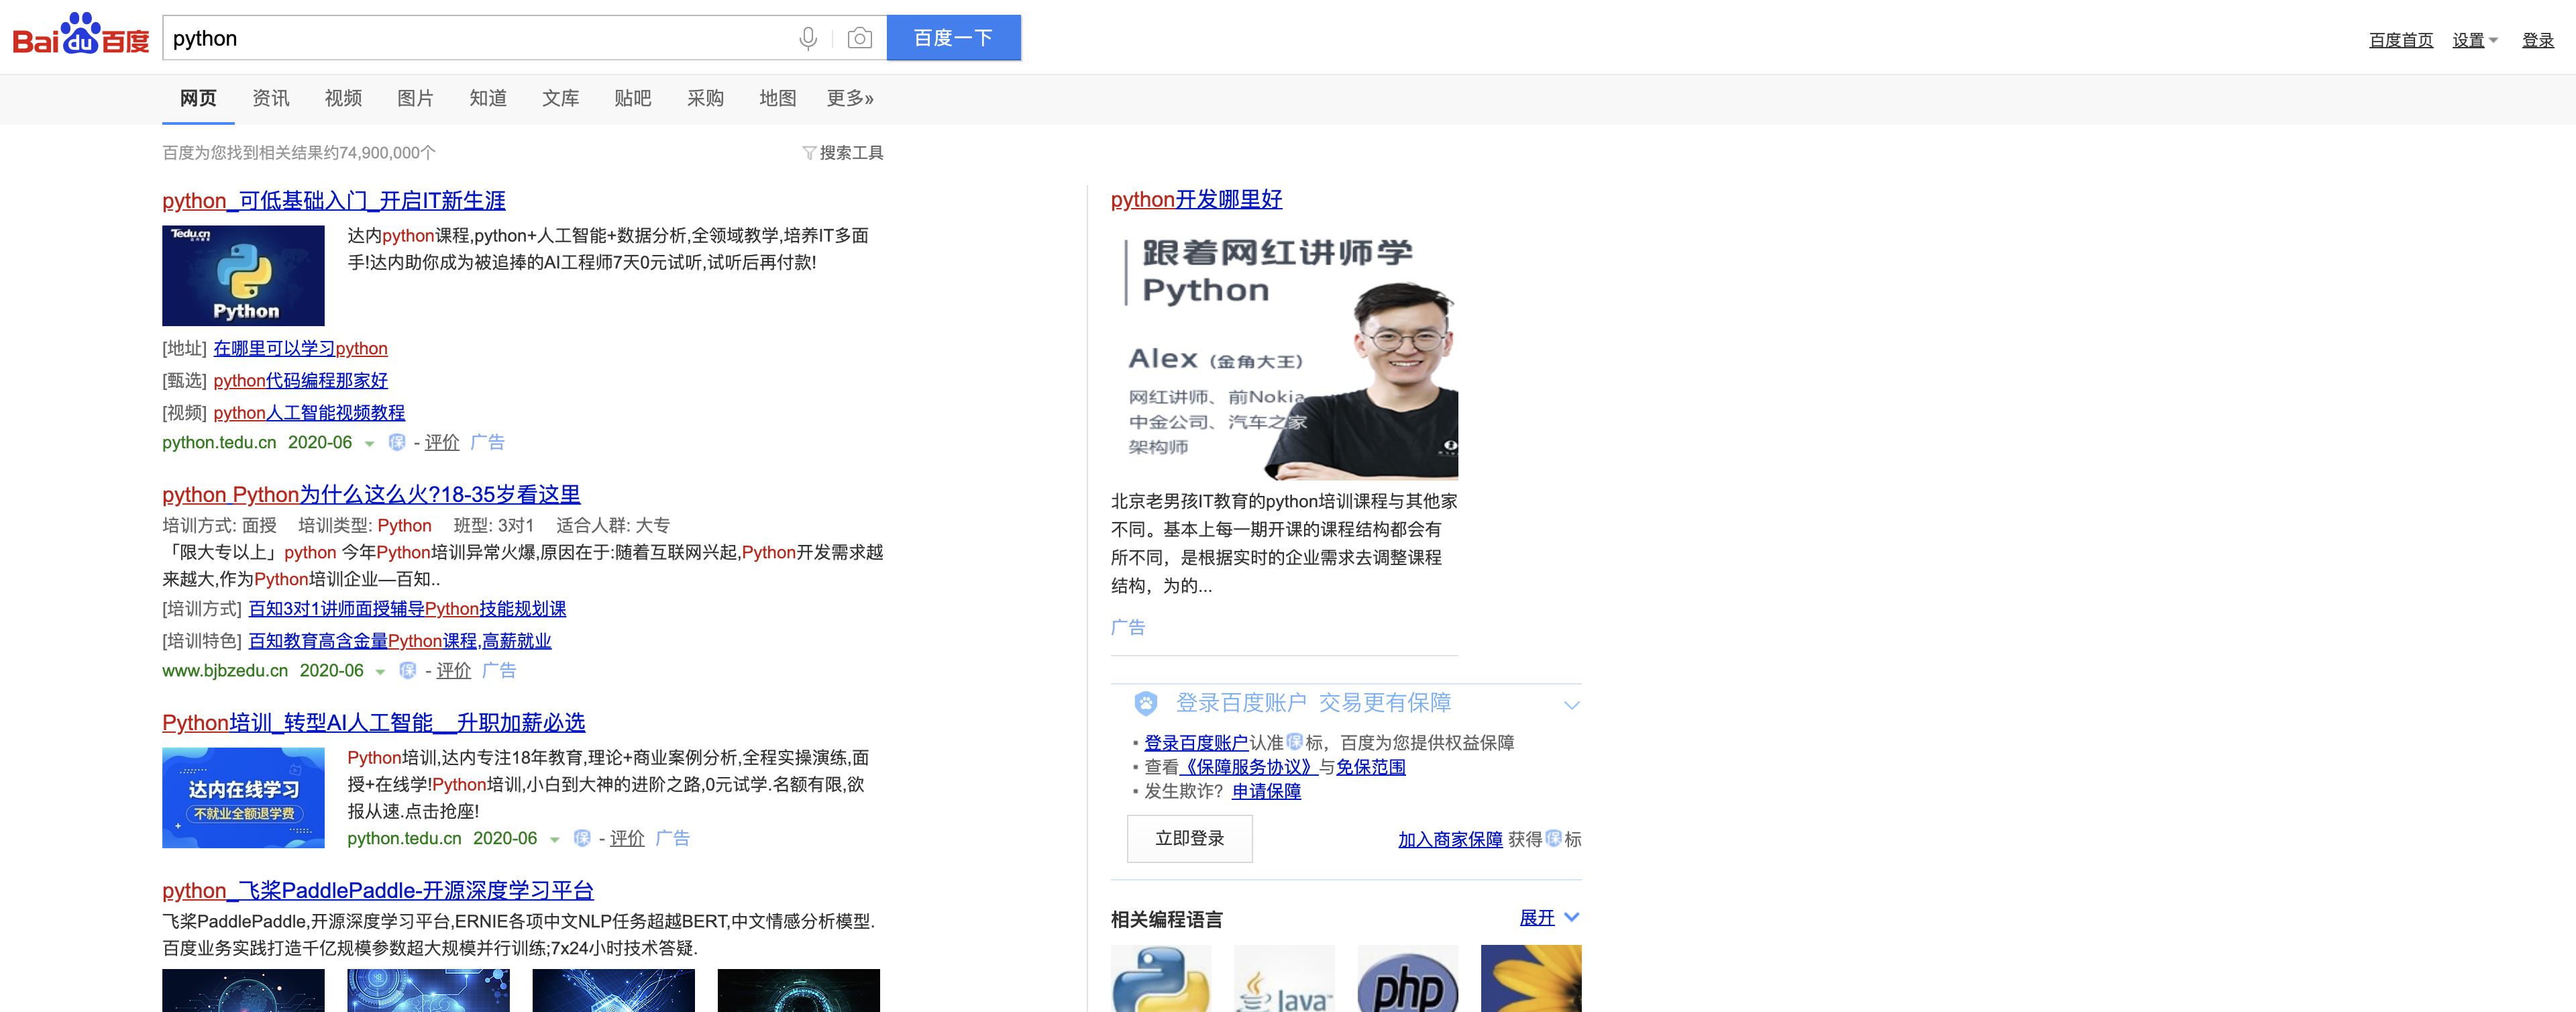 Baidu百度
python
百度一下
百度首页 设置 登录
网页 资讯 视频 图片 知道 文库 贴吧 采购 地图 更多»
百度为您找到相关结果约74,900,000个
搜索工具
python_可低基础入门_开启IT新生涯
Tedu.cn
达内教育
Python
达内python课程,python+人工智能+数据分析,全领域教学,培养IT多面
手!达内助你成为被追捧的AI工程师7天0元试听,试听后再付款!
[地址] 在哪里可以学习python
[甄选] python代码编程那家好
[视频] python人工智能视频教程
python.tedu.cn 2020-06 保 - 评价 广告
python Python为什么这么火?18-35岁看这里
培训方式: 面授 培训类型: Python 班型: 3对1 适合人群: 大专
「限大专以上」python 今年Python培训异常火爆,原因在于:随着互联网兴起,Python开发需求越
来越大,作为Python培训企业—百知..
[培训方式] 百知3对1讲师面授辅导Python技能规划课
[培训特色] 百知教育高含金量Python课程,高薪就业
www.bjbzedu.cn 2020-06 保 - 评价 广告
Python培训_转型AI人工智能__升职加薪必选
达内在线学习
不就业全额退学费
Python培训,达内专注18年教育,理论+商业案例分析,全程实操演练,面
授+在线学!Python培训,小白到大神的进阶之路,0元试学.名额有限,欲
报从速.点击抢座!
python.tedu.cn 2020-06 保 - 评价 广告
python_飞桨PaddlePaddle-开源深度学习平台
飞桨PaddlePaddle,开源深度学习平台,ERNIE各项中文NLP任务超越BERT,中文情感分析模型.
百度业务实践打造千亿规模参数超大规模并行训练;7x24小时技术答疑.
python开发哪里好
跟着网红讲师学
Python
Alex (金角大王)
网红讲师、前Nokia、
中金公司、汽车之家
架构师
北京老男孩IT教育的python培训课程与其他家
不同。基本上每一期开课的课程结构都会有
所不同，是根据实时的企业需求去调整课程
结构，为的...
广告
登录百度账户 交易更有保障
登录百度账户认准保标，百度为您提供权益保障
查看《保障服务协议》与免保范围
发生欺诈？申请保障
立即登录
加入商家保障 获得保标
相关编程语言 展开
Java™
php